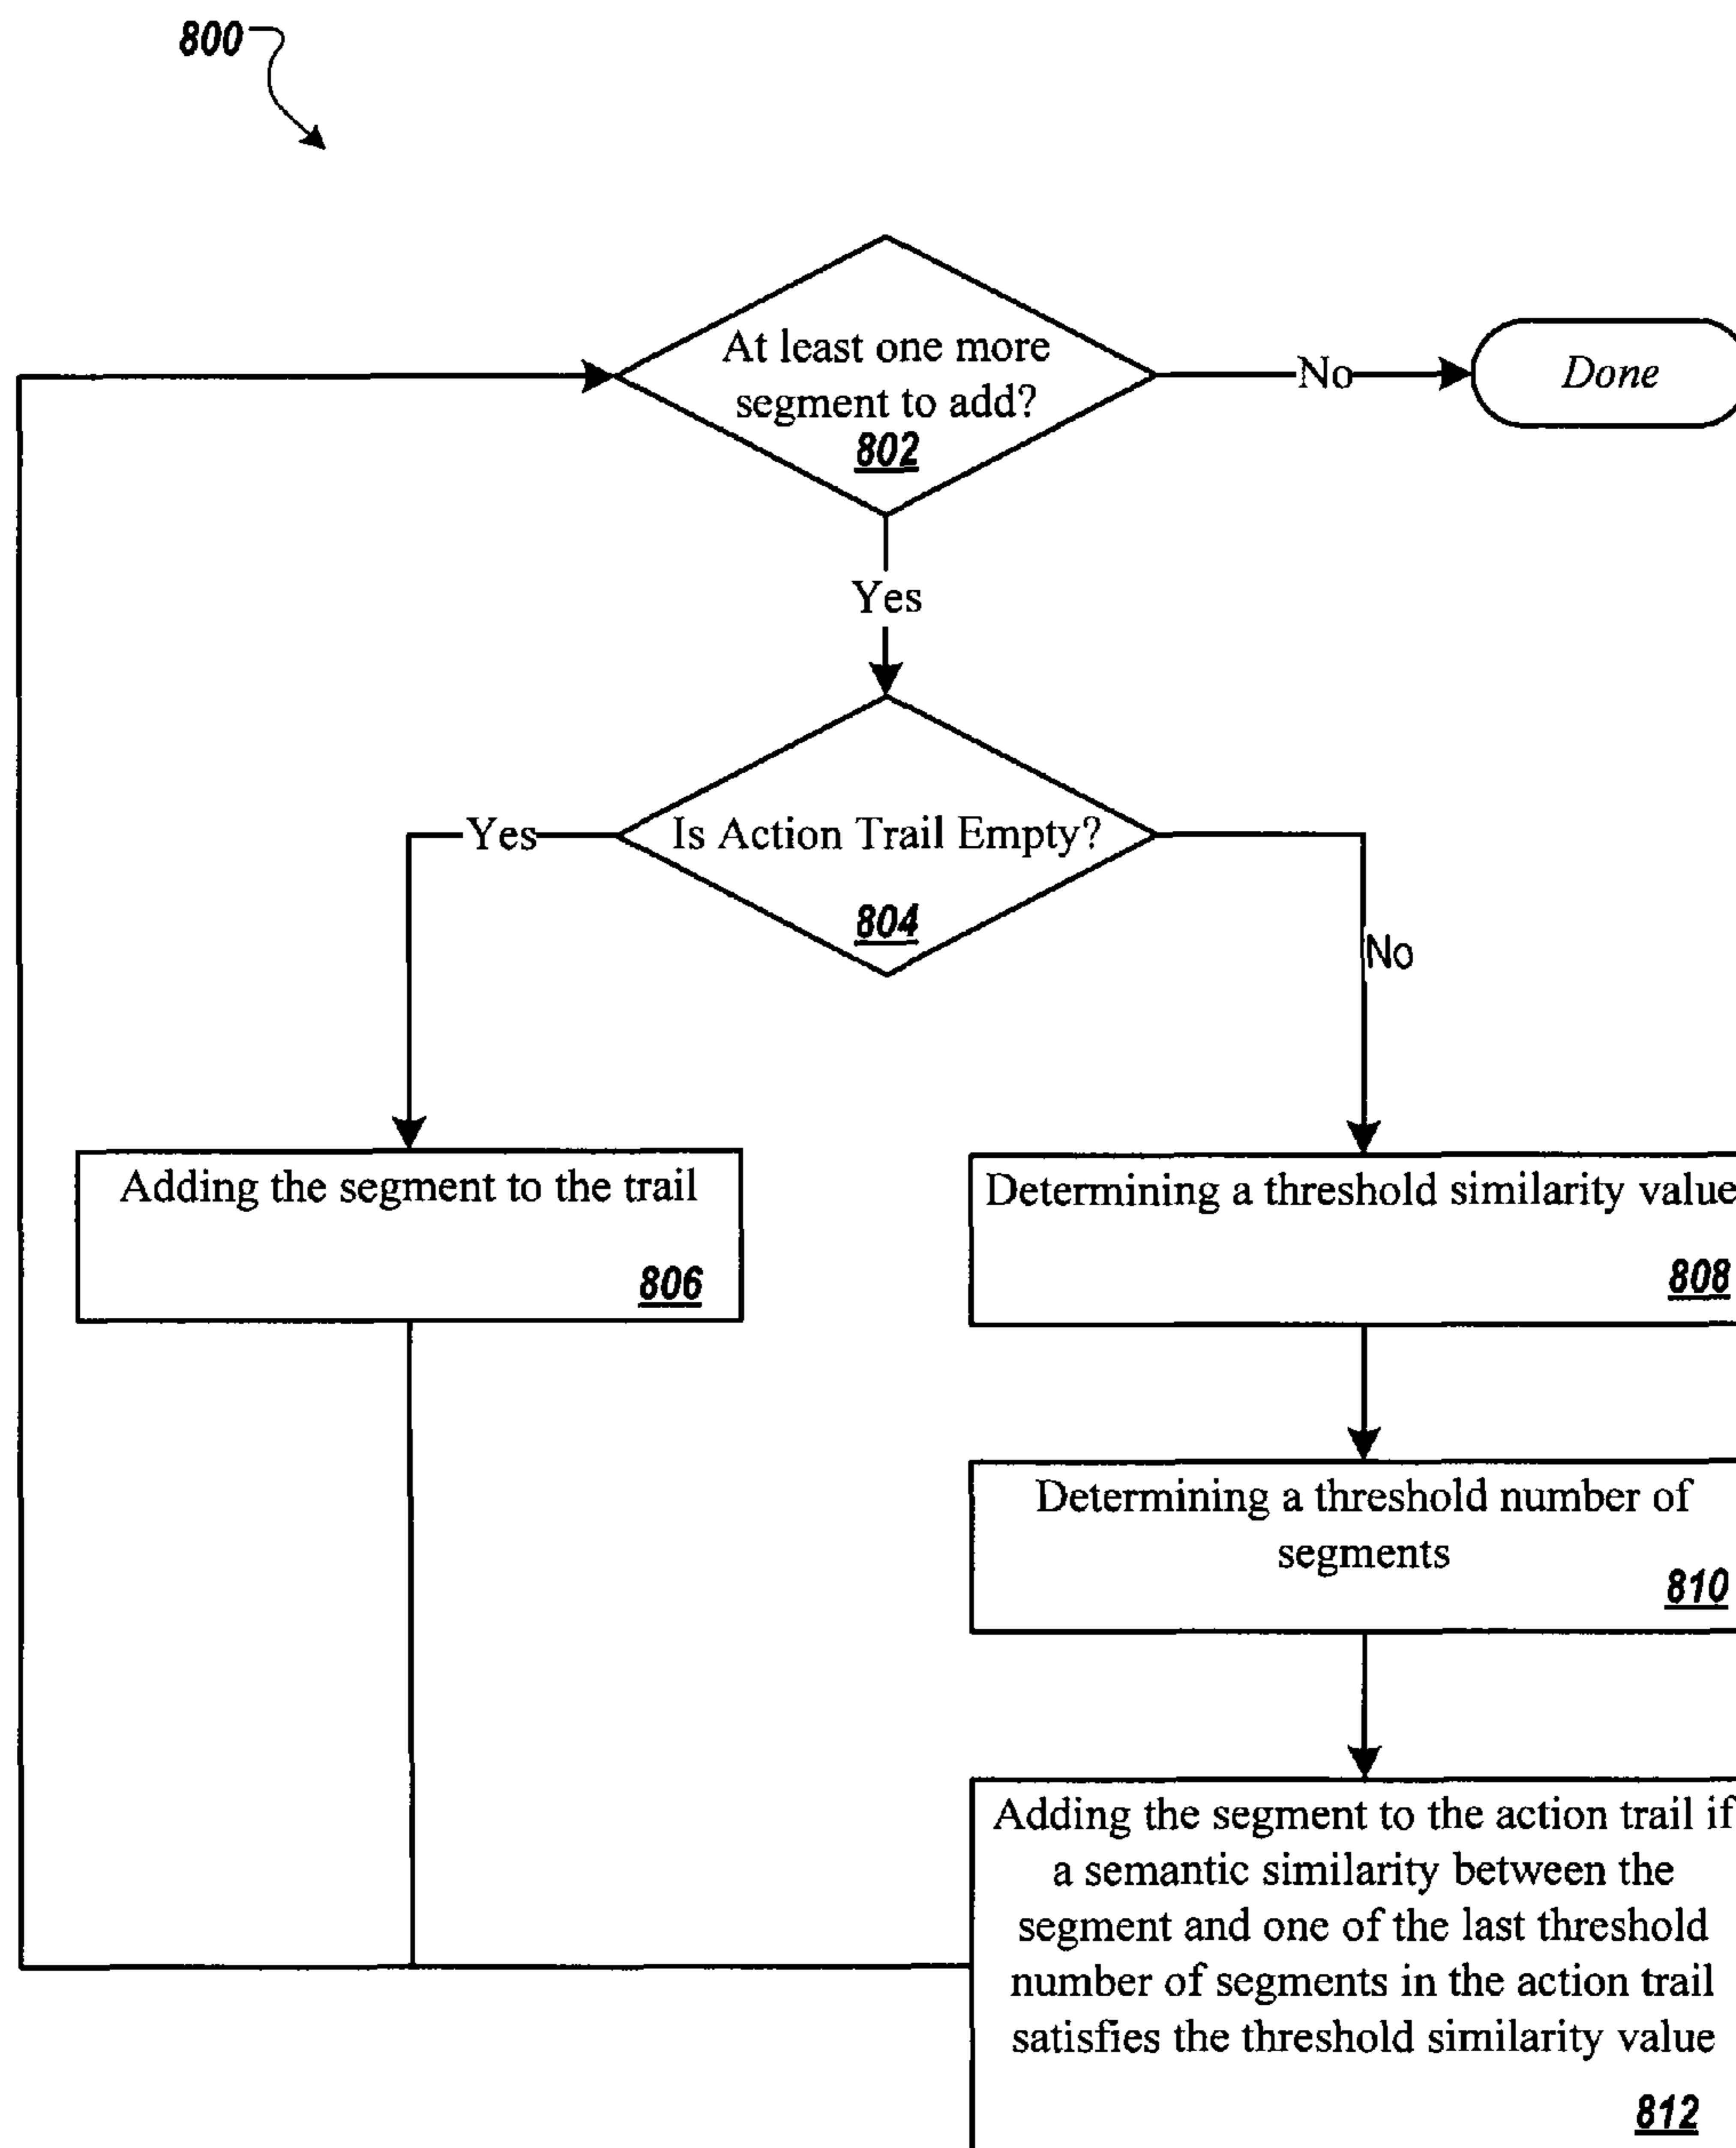 800
At least one more
segment to add?
802
No
Done
Yes
Is Action Trail Empty?
804
Yes
No
Adding the segment to the trail
806
Determining a threshold similarity value
808
Determining a threshold number of
segments
810
Adding the segment to the action trail if
a semantic similarity between the
segment and one of the last threshold
number of segments in the action trail
satisfies the threshold similarity value
812